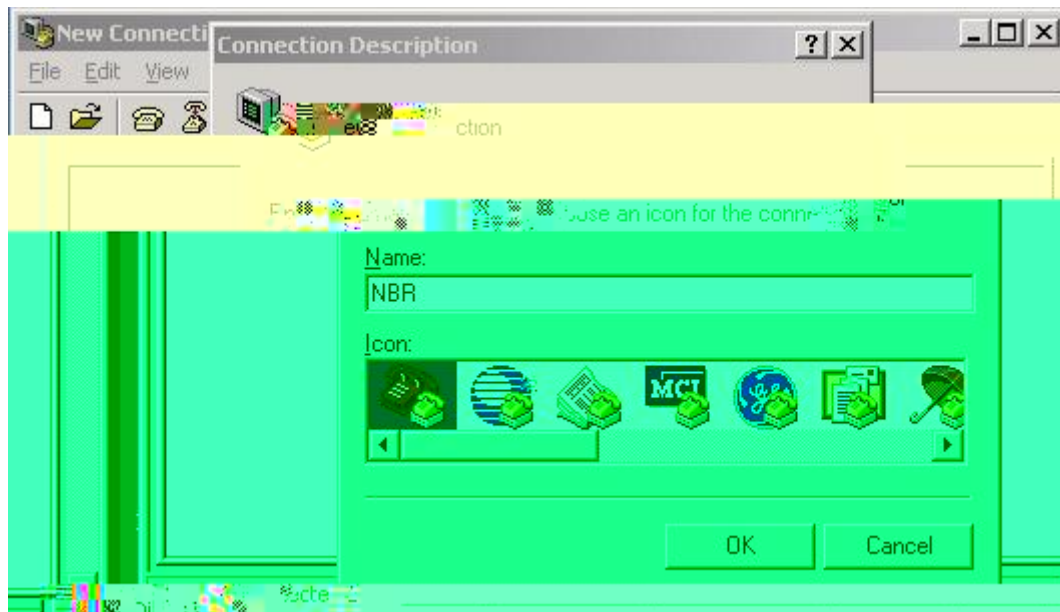 New Connecti
Connection Description
File Edit View
ction
use an icon for the conne
Name:
NBR
Icon:
MCI
OK Cancel